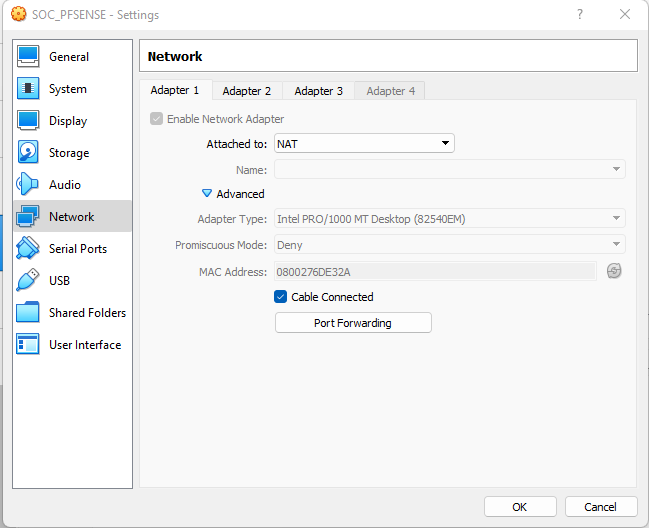 SOC_PFSENSE - Settings
?
General
System
Display
Storage
Audio
Network
Serial Ports
USB
Shared Folders
User Interface
Network
Adapter 1
Adapter 2
Adapter 3
Adapter 4
Enable Network Adapter
Attached to: NAT
Name:
Advanced
Adapter Type: Intel PRO/1000 MT Desktop (82540EM)
Promiscuous Mode: Deny
MAC Address: 0800276DE32A
Cable Connected
Port Forwarding
OK
Cancel